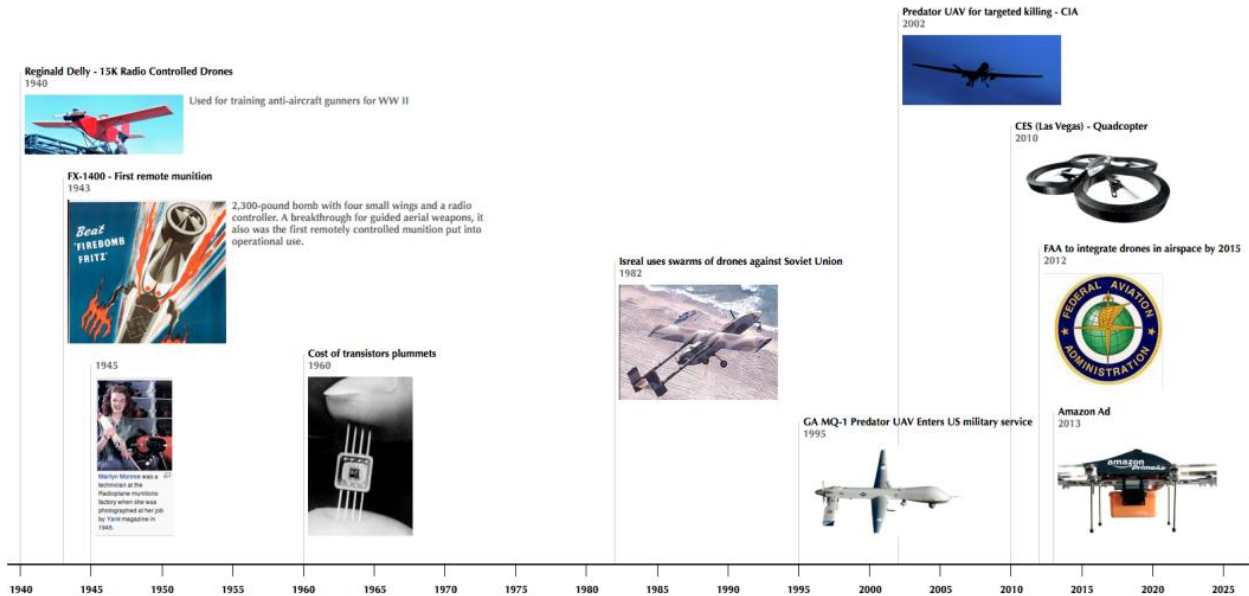 Predator UAV for targeted killing - CIA
2002
Reginald Delly - 15K Radio Controlled Drones
1940
Used for training anti-aircraft gunners for WW II
CES (Las Vegas) - Quadcopter
2010
FX-1400 - First remote munition
1943
Beat
'FIREBOMB
FRITZ'
2,300-pound bomb with four small wings and a radio
controller. A breakthrough for guided aerial weapons, it
also was the first remotely controlled munition put into
operational use.
FAA to integrate drones in airspace by 2015
2012
FEDERAL AVIATION
ADMINISTRATION
Isreal uses swarms of drones against Soviet Union
1982
Cost of transistors plummets
1960
1945
Marilyn Monroe was a
technician at the
Radioplane munitions
factory when she was
photographed at her job
by Yank magazine in
1945.
GA MQ-1 Predator UAV Enters US military service
1995
Amazon Ad
2013
amazon
PrimeAir
1940 1945 1950 1955 1960 1965 1970 1975 1980 1985 1990 1995 2000 2005 2010 2015 2020 2025